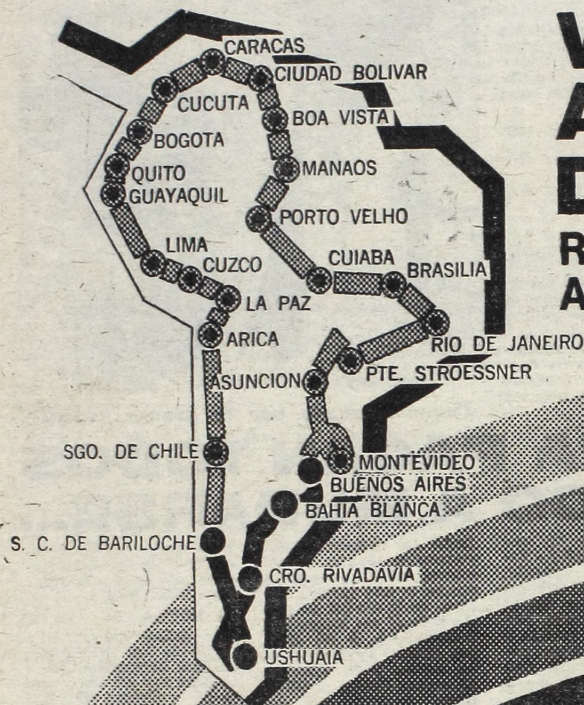 CARACAS
CIUDAD BOLIVAR
CUCUTA
BOA VISTA
BOGOTA
MANAOS
QUITO
GUAYAQUIL
PORTO VELHO
LIMA
CUIABA
CUZCO
BRASILIA
LA PAZ
ARICA
RIO DE JANEIRO
PTE. STROESSNER
ASUNCION
SGO. DE CHILE
MONTEVIDEO
BUENOS AIRES
BAHIA BLANCA
S. C. DE BARILOCHE
CRO. RIVADAVIA
USHUAIA